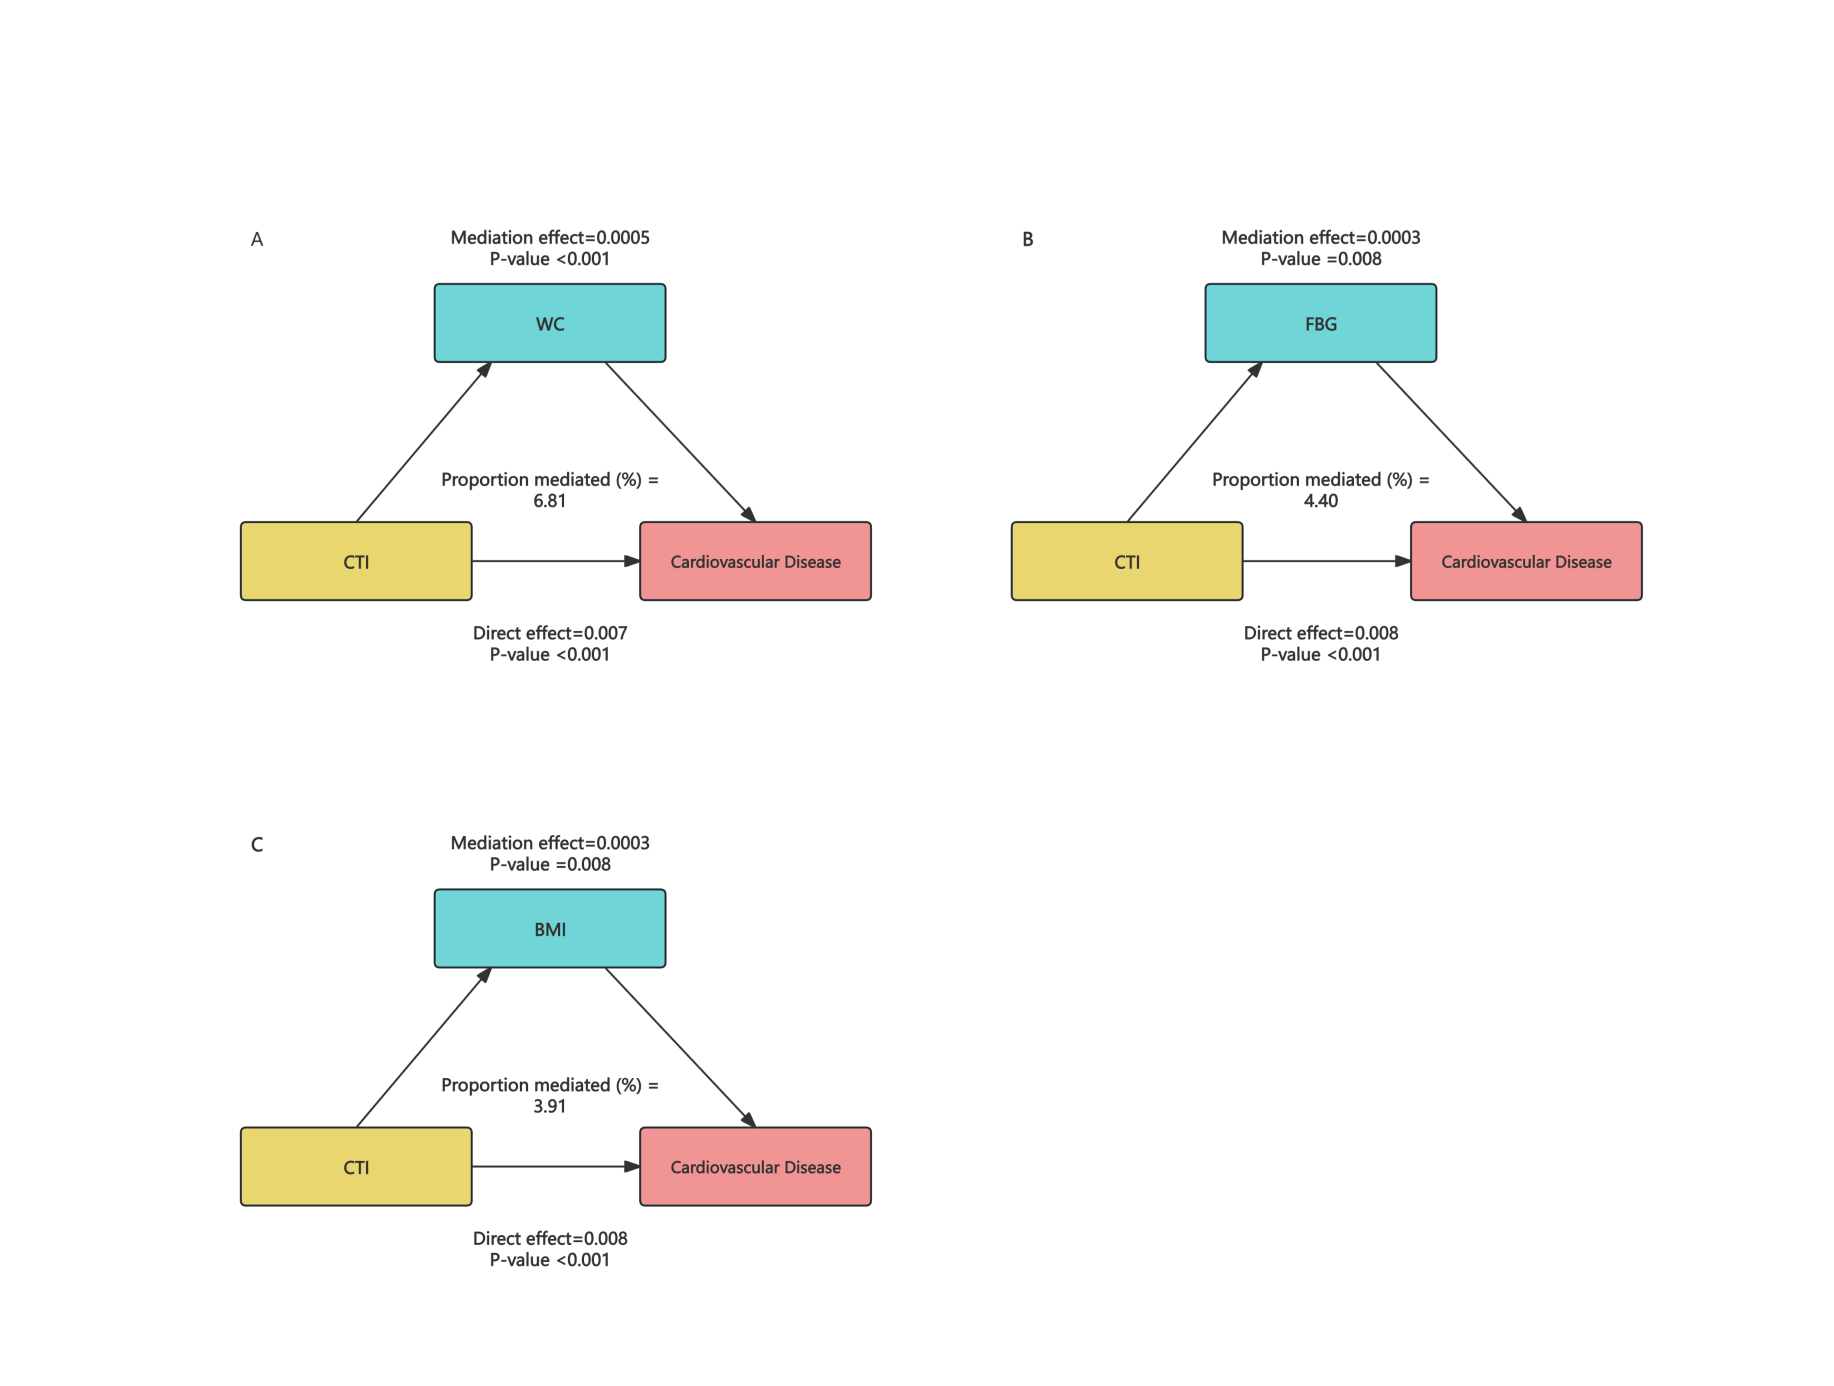 A
Mediation effect=0.0005
P-value <0.001
WC
Proportion mediated (%) =
6.81
CTI
Cardiovascular Disease
Direct effect=0.007
P-value <0.001
B
Mediation effect=0.0003
P-value =0.008
FBG
Proportion mediated (%) =
4.40
CTI
Cardiovascular Disease
Direct effect=0.008
P-value <0.001
C
Mediation effect=0.0003
P-value =0.008
BMI
Proportion mediated (%) =
3.91
CTI
Cardiovascular Disease
Direct effect=0.008
P-value <0.001